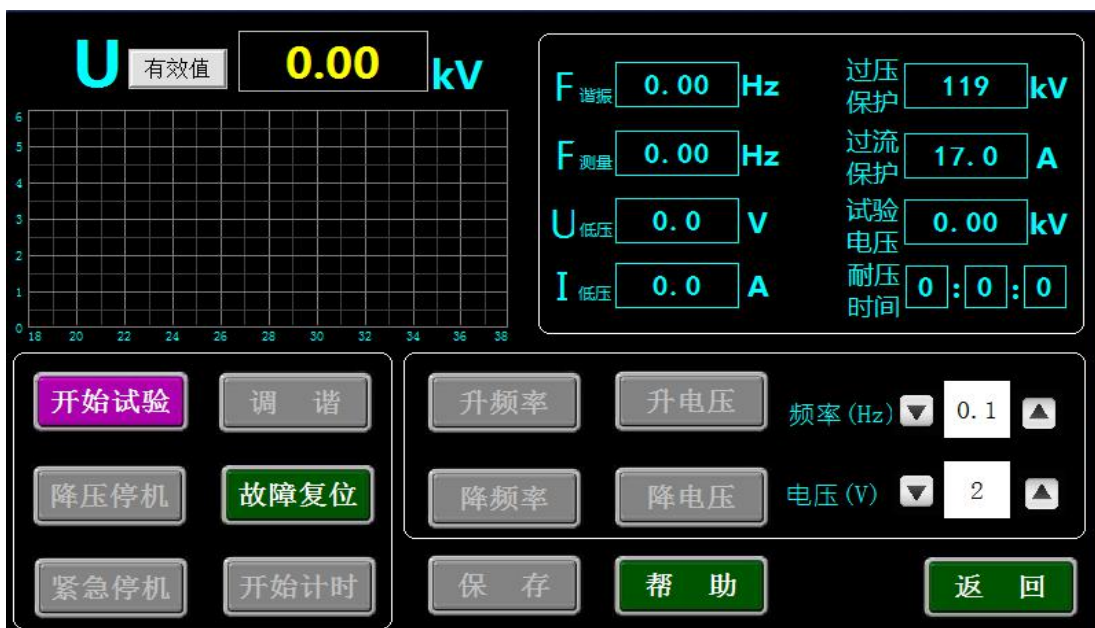 U 有效值 0.00 kV
6
5
4
3
2
1
0
18 20 22 24 26 28 30 32 34 36 38
F谐振 0.00 Hz
过压保护 119 kV
F测量 0.00 Hz
过流保护 17.0 A
U低压 0.0 V
试验电压 0.00 kV
I低压 0.0 A
耐压时间 0:0:0
开始试验 调谐
降压停机 故障复位
紧急停机 开始计时
升频率 升电压 频率(Hz) 0.1
降频率 降电压 电压(V) 2
保存 帮助 返回